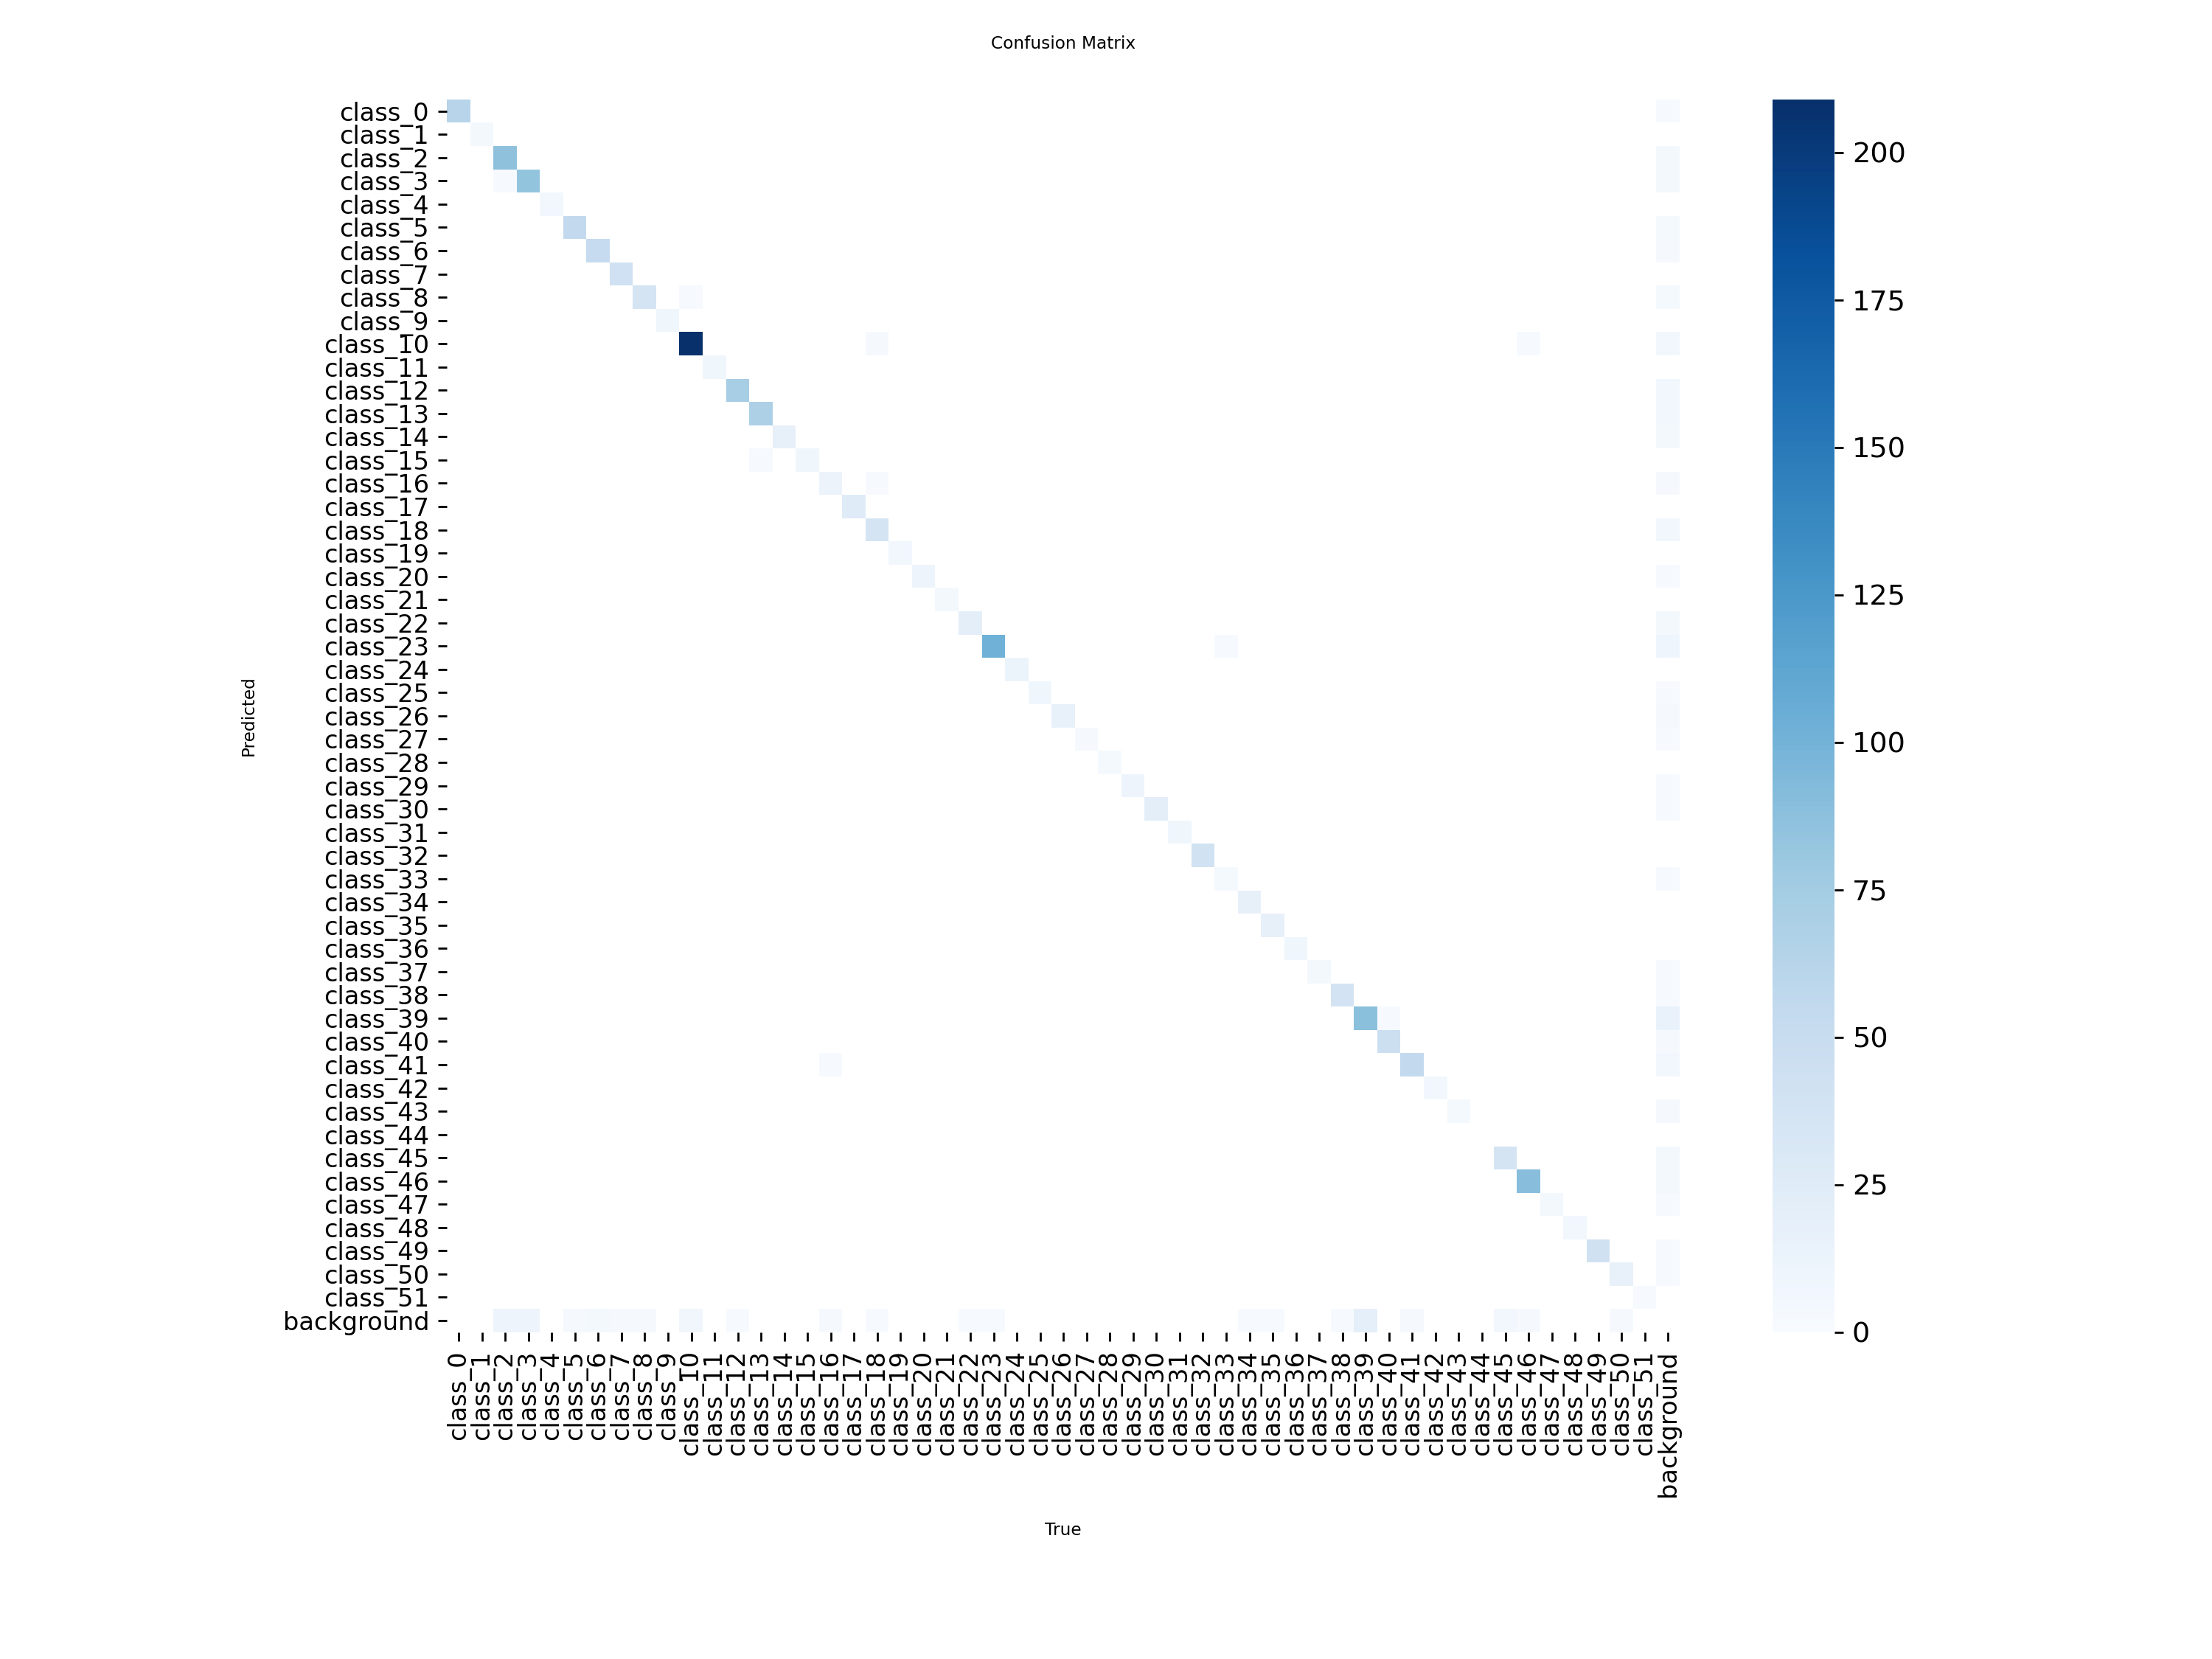 Confusion Matrix
class_0
class_1
class_2
class_3
class_4
class_5
class_6
class_7
class_8
class_9
class_10
class_11
class_12
class_13
class_14
class_15
class_16
class_17
class_18
class_19
class_20
class_21
class_22
class_23
class_24
class_25
class_26
class_27
class_28
class_29
class_30
class_31
class_32
class_33
class_34
class_35
class_36
class_37
class_38
class_39
class_40
class_41
class_42
class_43
class_44
class_45
class_46
class_47
class_48
class_49
class_50
class_51
background
Predicted
class_0
class_1
class_2
class_3
class_4
class_5
class_6
class_7
class_8
class_9
class_10
class_11
class_12
class_13
class_14
class_15
class_16
class_17
class_18
class_19
class_20
class_21
class_22
class_23
class_24
class_25
class_26
class_27
class_28
class_29
class_30
class_31
class_32
class_33
class_34
class_35
class_36
class_37
class_38
class_39
class_40
class_41
class_42
class_43
class_44
class_45
class_46
class_47
class_48
class_49
class_50
class_51
background
True
200
175
150
125
100
75
50
25
0